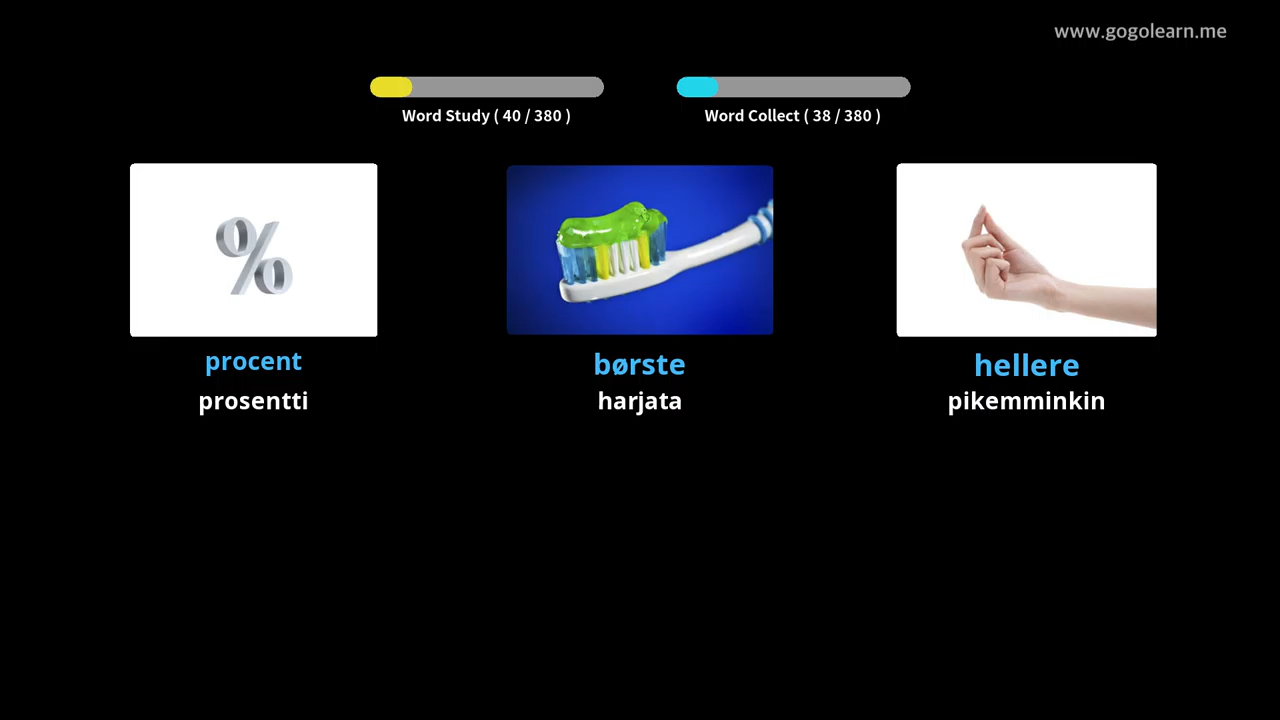 www.gogolearn.me
Word Study ( 40 / 380 )
Word Collect ( 38 / 380 )
%
procent
prosentti
børste
harjata
hellere
pikemminkin